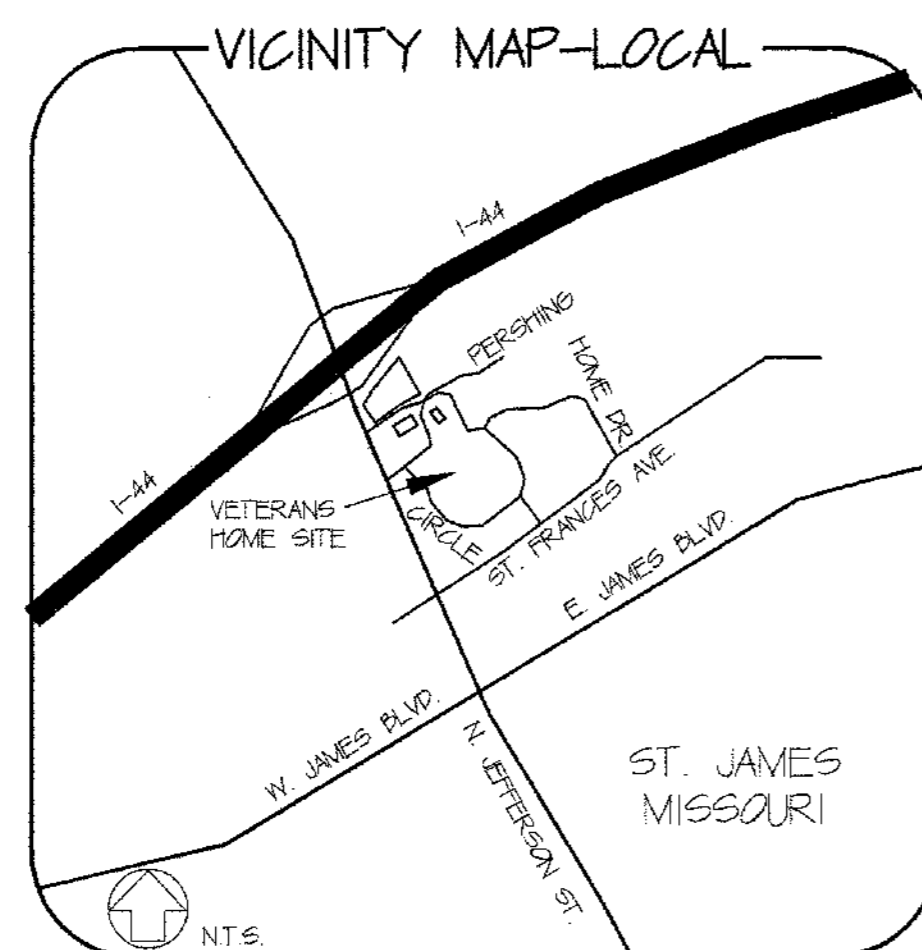 VICINITY MAP-LOCAL
I-44
PERSHING
HOME DR.
I-44
VETERANS
HOME SITE
CIRCLE
ST. FRANCES AVE.
E. JAMES BLVD.
W. JAMES BLVD.
N. JEFFERSON ST.
ST. JAMES
MISSOURI
N.T.S.